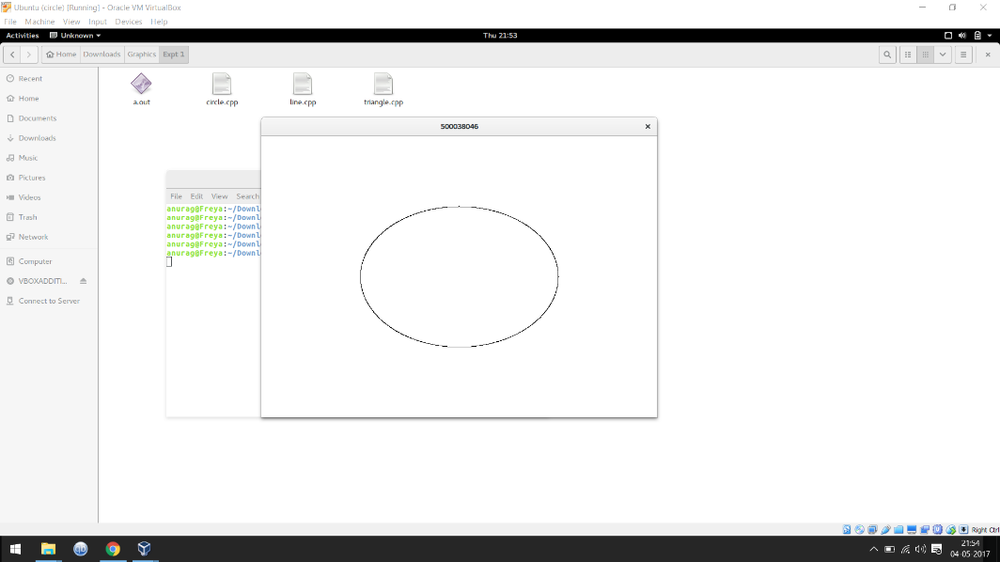 Ubuntu (circle) [Running] - Oracle VM VirtualBox
File Machine View Input Devices Help
Activities Unknown Thu 21:53
Home Downloads Graphics Expt 1
Recent
Home
Documents
Downloads
Music
Pictures
Videos
Trash
Network
Computer
VBOXADDITI...
Connect to Server
a.out circle.cpp line.cpp triangle.cpp
500038046
File Edit View Search
anurag@Freya:~/Downl
anurag@Freya:~/Downl
anurag@Freya:~/Downl
anurag@Freya:~/Downl
anurag@Freya:~/Downl
anurag@Freya:~/Downl
Right Ctrl
21:54
04-05-2017